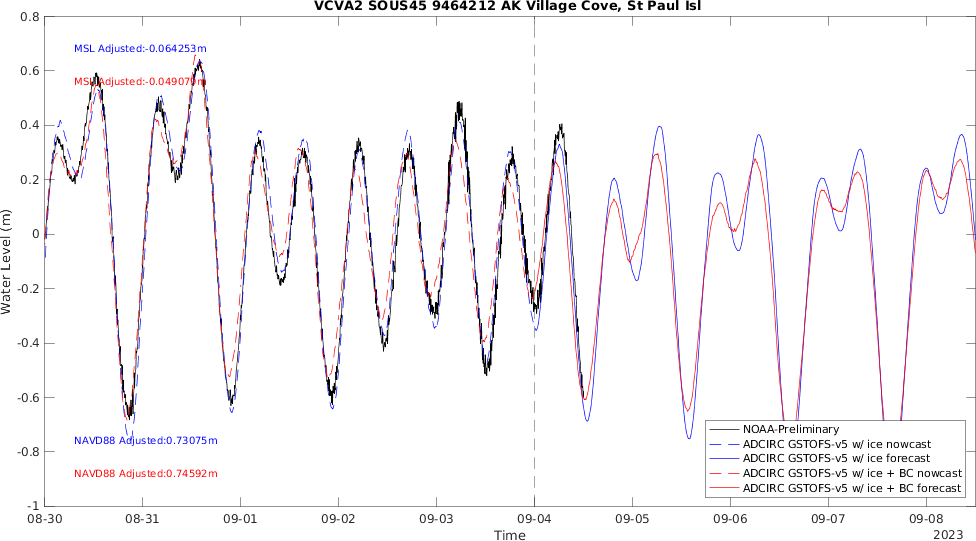 VCVA2 SOUS45 9464212 AK Village Cove, St Paul Isl
0.8
0.6
0.4
0.2
0
-0.2
-0.4
-0.6
-0.8
-1
Water Level (m)
MSL Adjusted:-0.064253m
MSL Adjusted:-0.049079m
NAVD88 Adjusted:0.73075m
NAVD88 Adjusted:0.74592m
NOAA-Preliminary
ADCIRC GSTOFS-v5 w/ ice nowcast
ADCIRC GSTOFS-v5 w/ ice forecast
ADCIRC GSTOFS-v5 w/ ice + BC nowcast
ADCIRC GSTOFS-v5 w/ ice + BC forecast
08-30 08-31 09-01 09-02 09-03 09-04 09-05 09-06 09-07 09-08
Time
2023